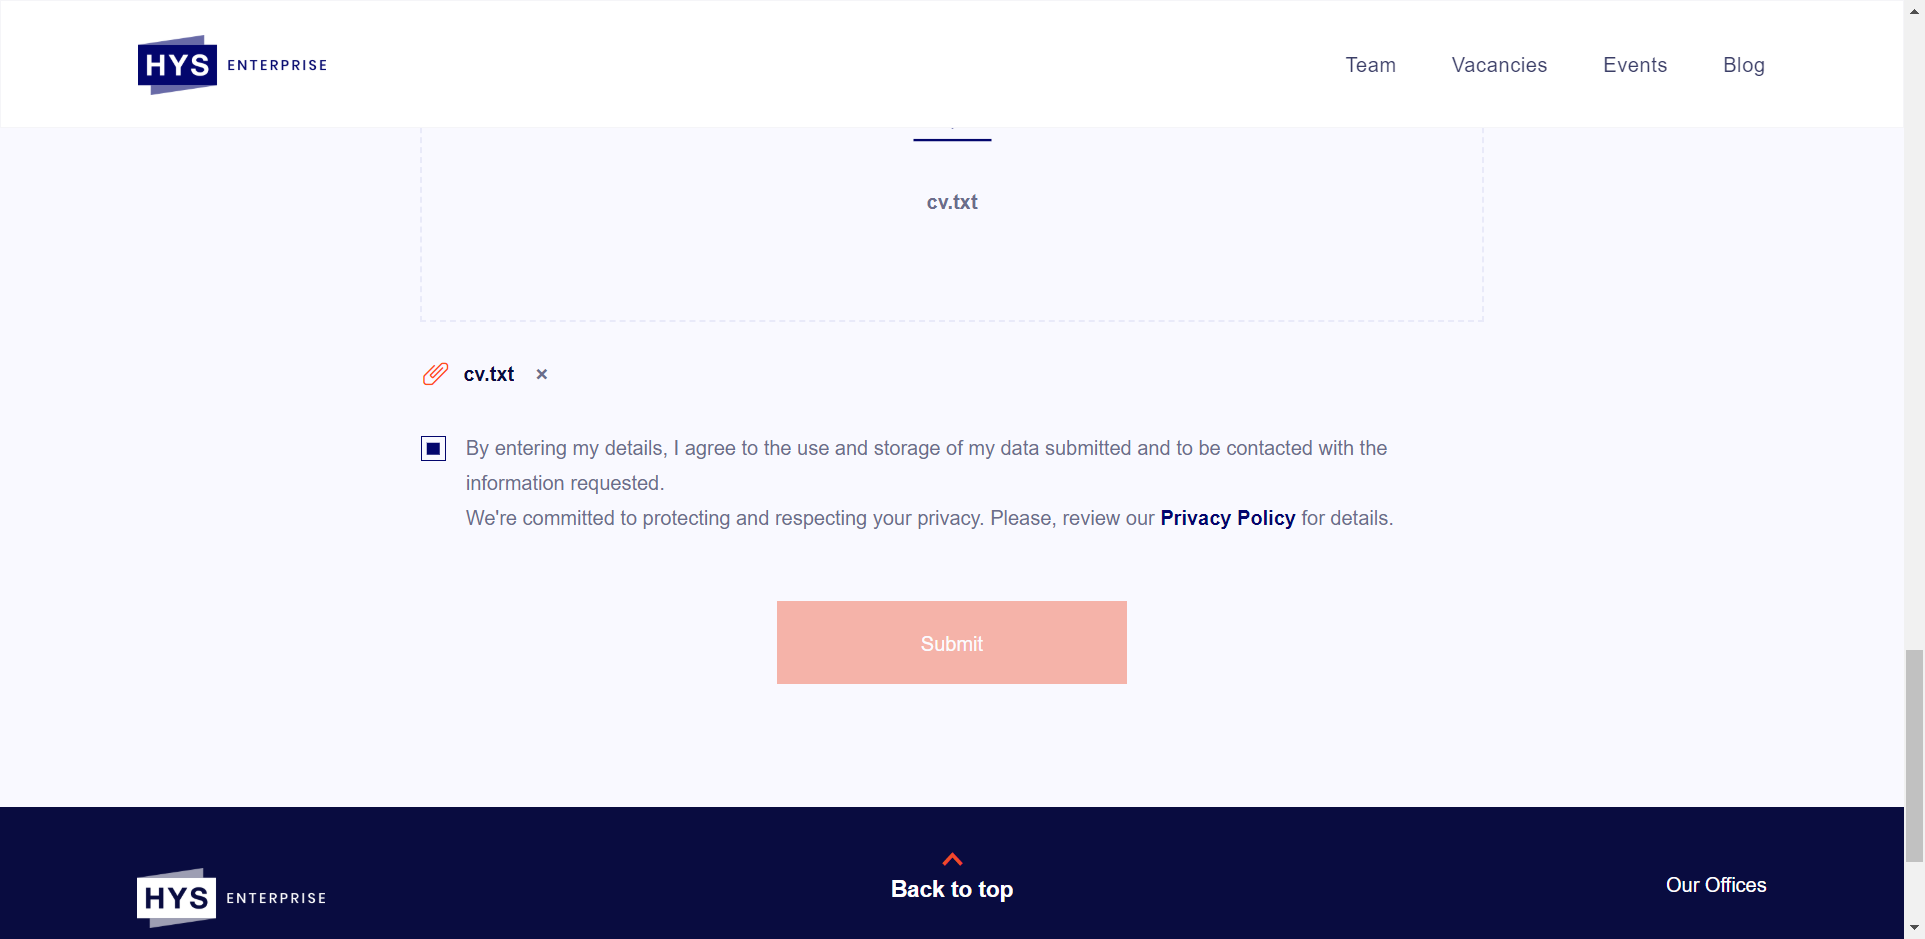 HYS ENTERPRISE
Team Vacancies Events Blog
cv.txt
cv.txt ×
By entering my details, I agree to the use and storage of my data submitted and to be contacted with the
information requested.
We're committed to protecting and respecting your privacy. Please, review our Privacy Policy for details.
Submit
HYS ENTERPRISE
Back to top
Our Offices